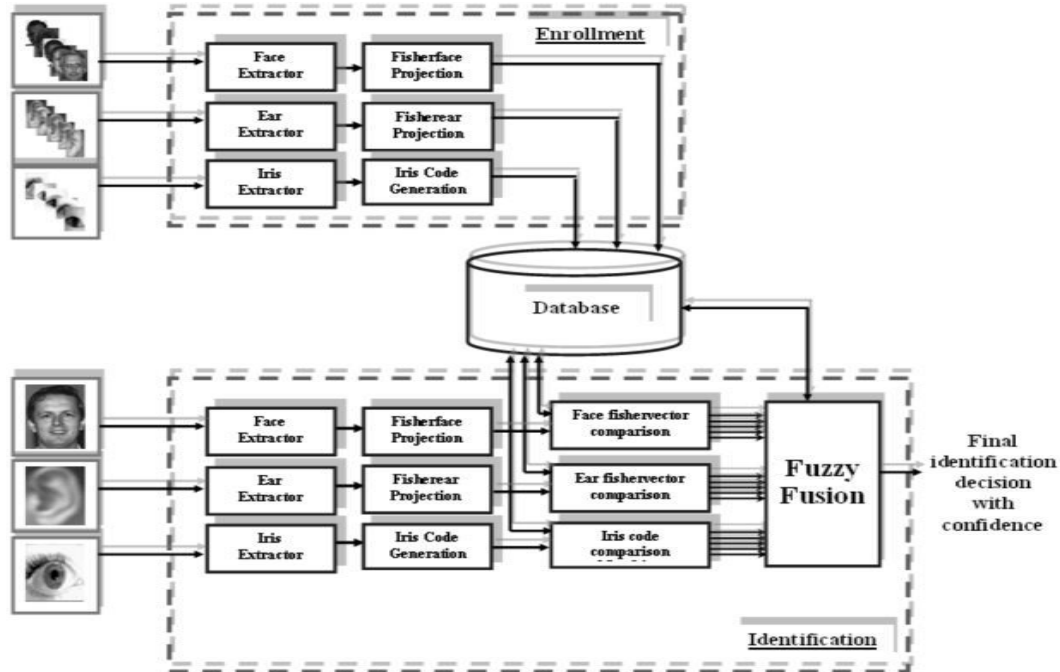 Enrollment
Face
Extractor
Fisherface
Projection
Ear
Extractor
Fisherear
Projection
Iris
Extractor
Iris Code
Generation
Database
Face
Extractor
Fisherface
Projection
Face fishervector
comparison
Ear
Extractor
Fisherear
Projection
Ear fishervector
comparison
Iris
Extractor
Iris Code
Generation
Iris code
comparison
Fuzzy
Fusion
Final
identification
decision
with
confidence
Identification